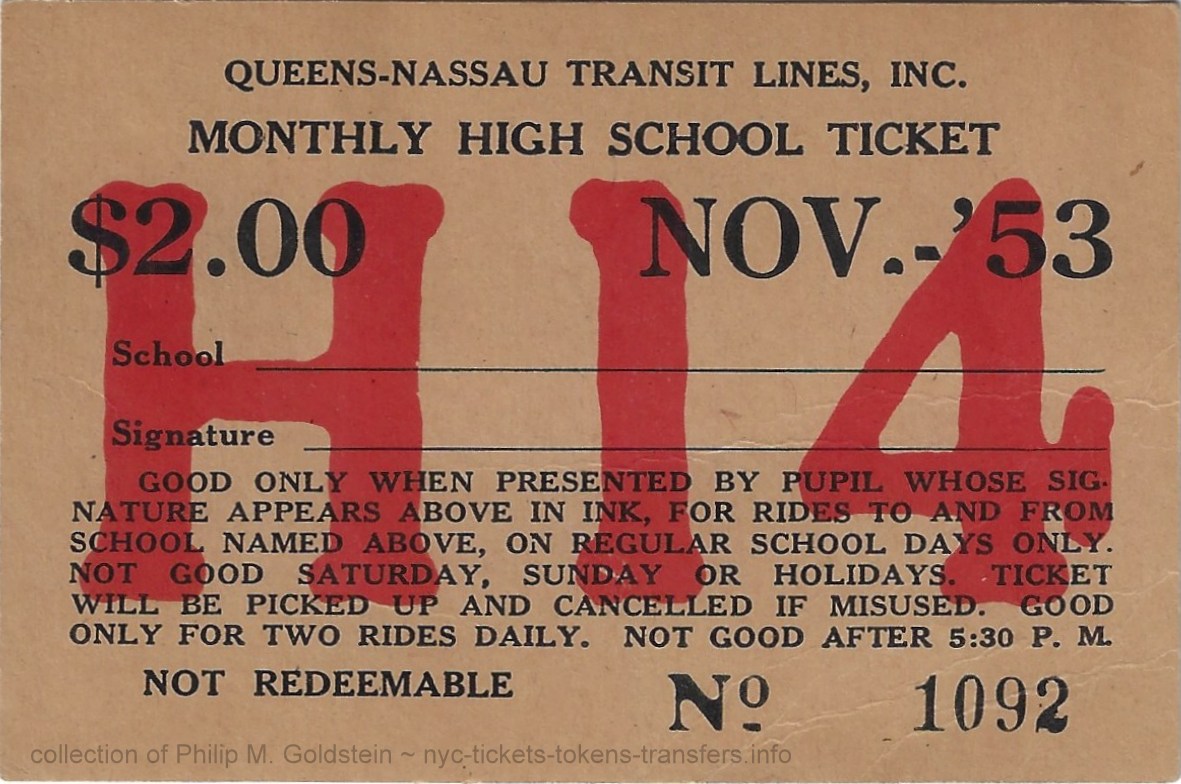 QUEENS-NASSAU TRANSIT LINES, INC.
MONTHLY HIGH SCHOOL TICKET
$2.00 NOV.-'53
H 14
School
Signature
GOOD ONLY WHEN PRESENTED BY PUPIL WHOSE SIG-
NATURE APPEARS ABOVE IN INK, FOR RIDES TO AND FROM
SCHOOL NAMED ABOVE, ON REGULAR SCHOOL DAYS ONLY.
NOT GOOD SATURDAY, SUNDAY OR HOLIDAYS. TICKET
WILL BE PICKED UP AND CANCELLED IF MISUSED. GOOD
ONLY FOR TWO RIDES DAILY. NOT GOOD AFTER 5:30 P. M.
NOT REDEEMABLE Nº 1092
collection of Philip M. Goldstein ~ nyc-tickets-tokens-transfers.info